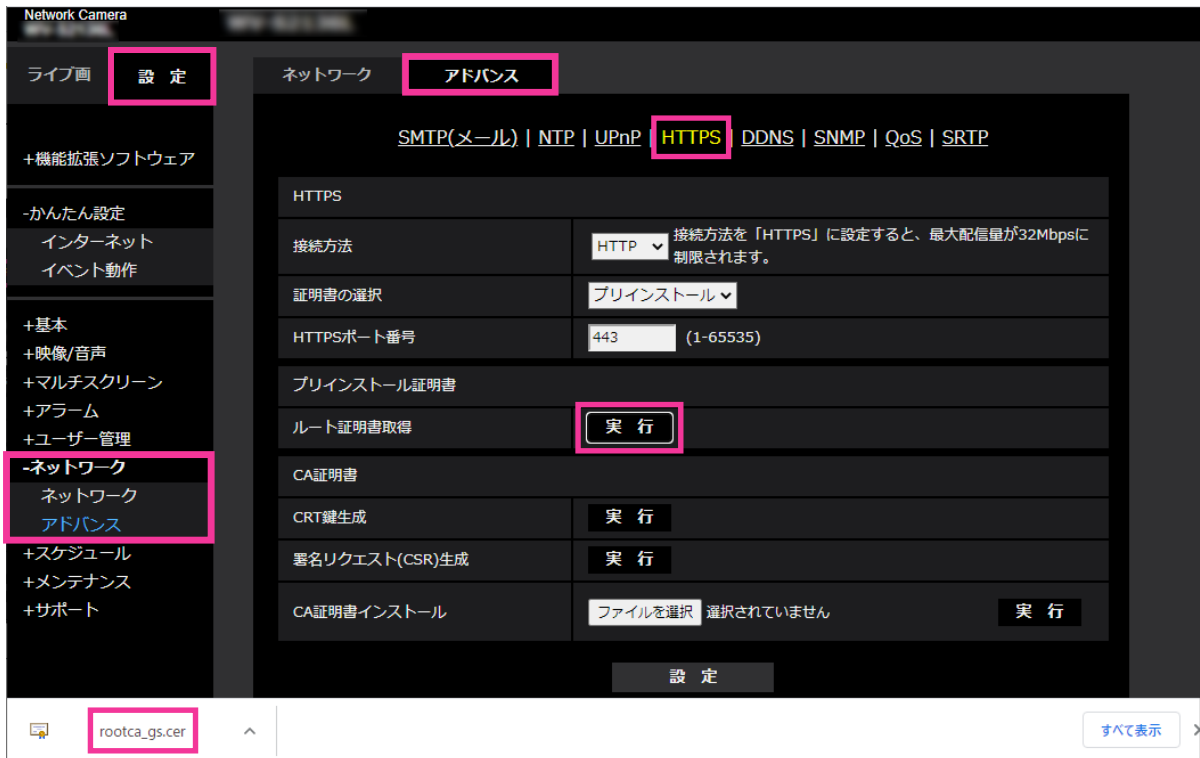 Network Camera
ライブ画 設 定
ネットワーク アドバンス
SMTP(メール) | NTP | UPnP | HTTPS | DDNS | SNMP | QoS | SRTP
+機能拡張ソフトウェア
-かんたん設定
インターネット
イベント動作
+基本
+映像/音声
+マルチスクリーン
+アラーム
+ユーザー管理
-ネットワーク
ネットワーク
アドバンス
+スケジュール
+メンテナンス
+サポート
HTTPS
接続方法 HTTP 接続方法を「HTTPS」に設定すると、最大配信量が32Mbpsに
制限されます。
証明書の選択 プリインストール
HTTPSポート番号 443 (1-65535)
プリインストール証明書
ルート証明書取得 実 行
CA証明書
CRT鍵生成 実 行
署名リクエスト(CSR)生成 実 行
CA証明書インストール ファイルを選択 選択されていません 実 行
設 定
rootca_gs.cer すべて表示